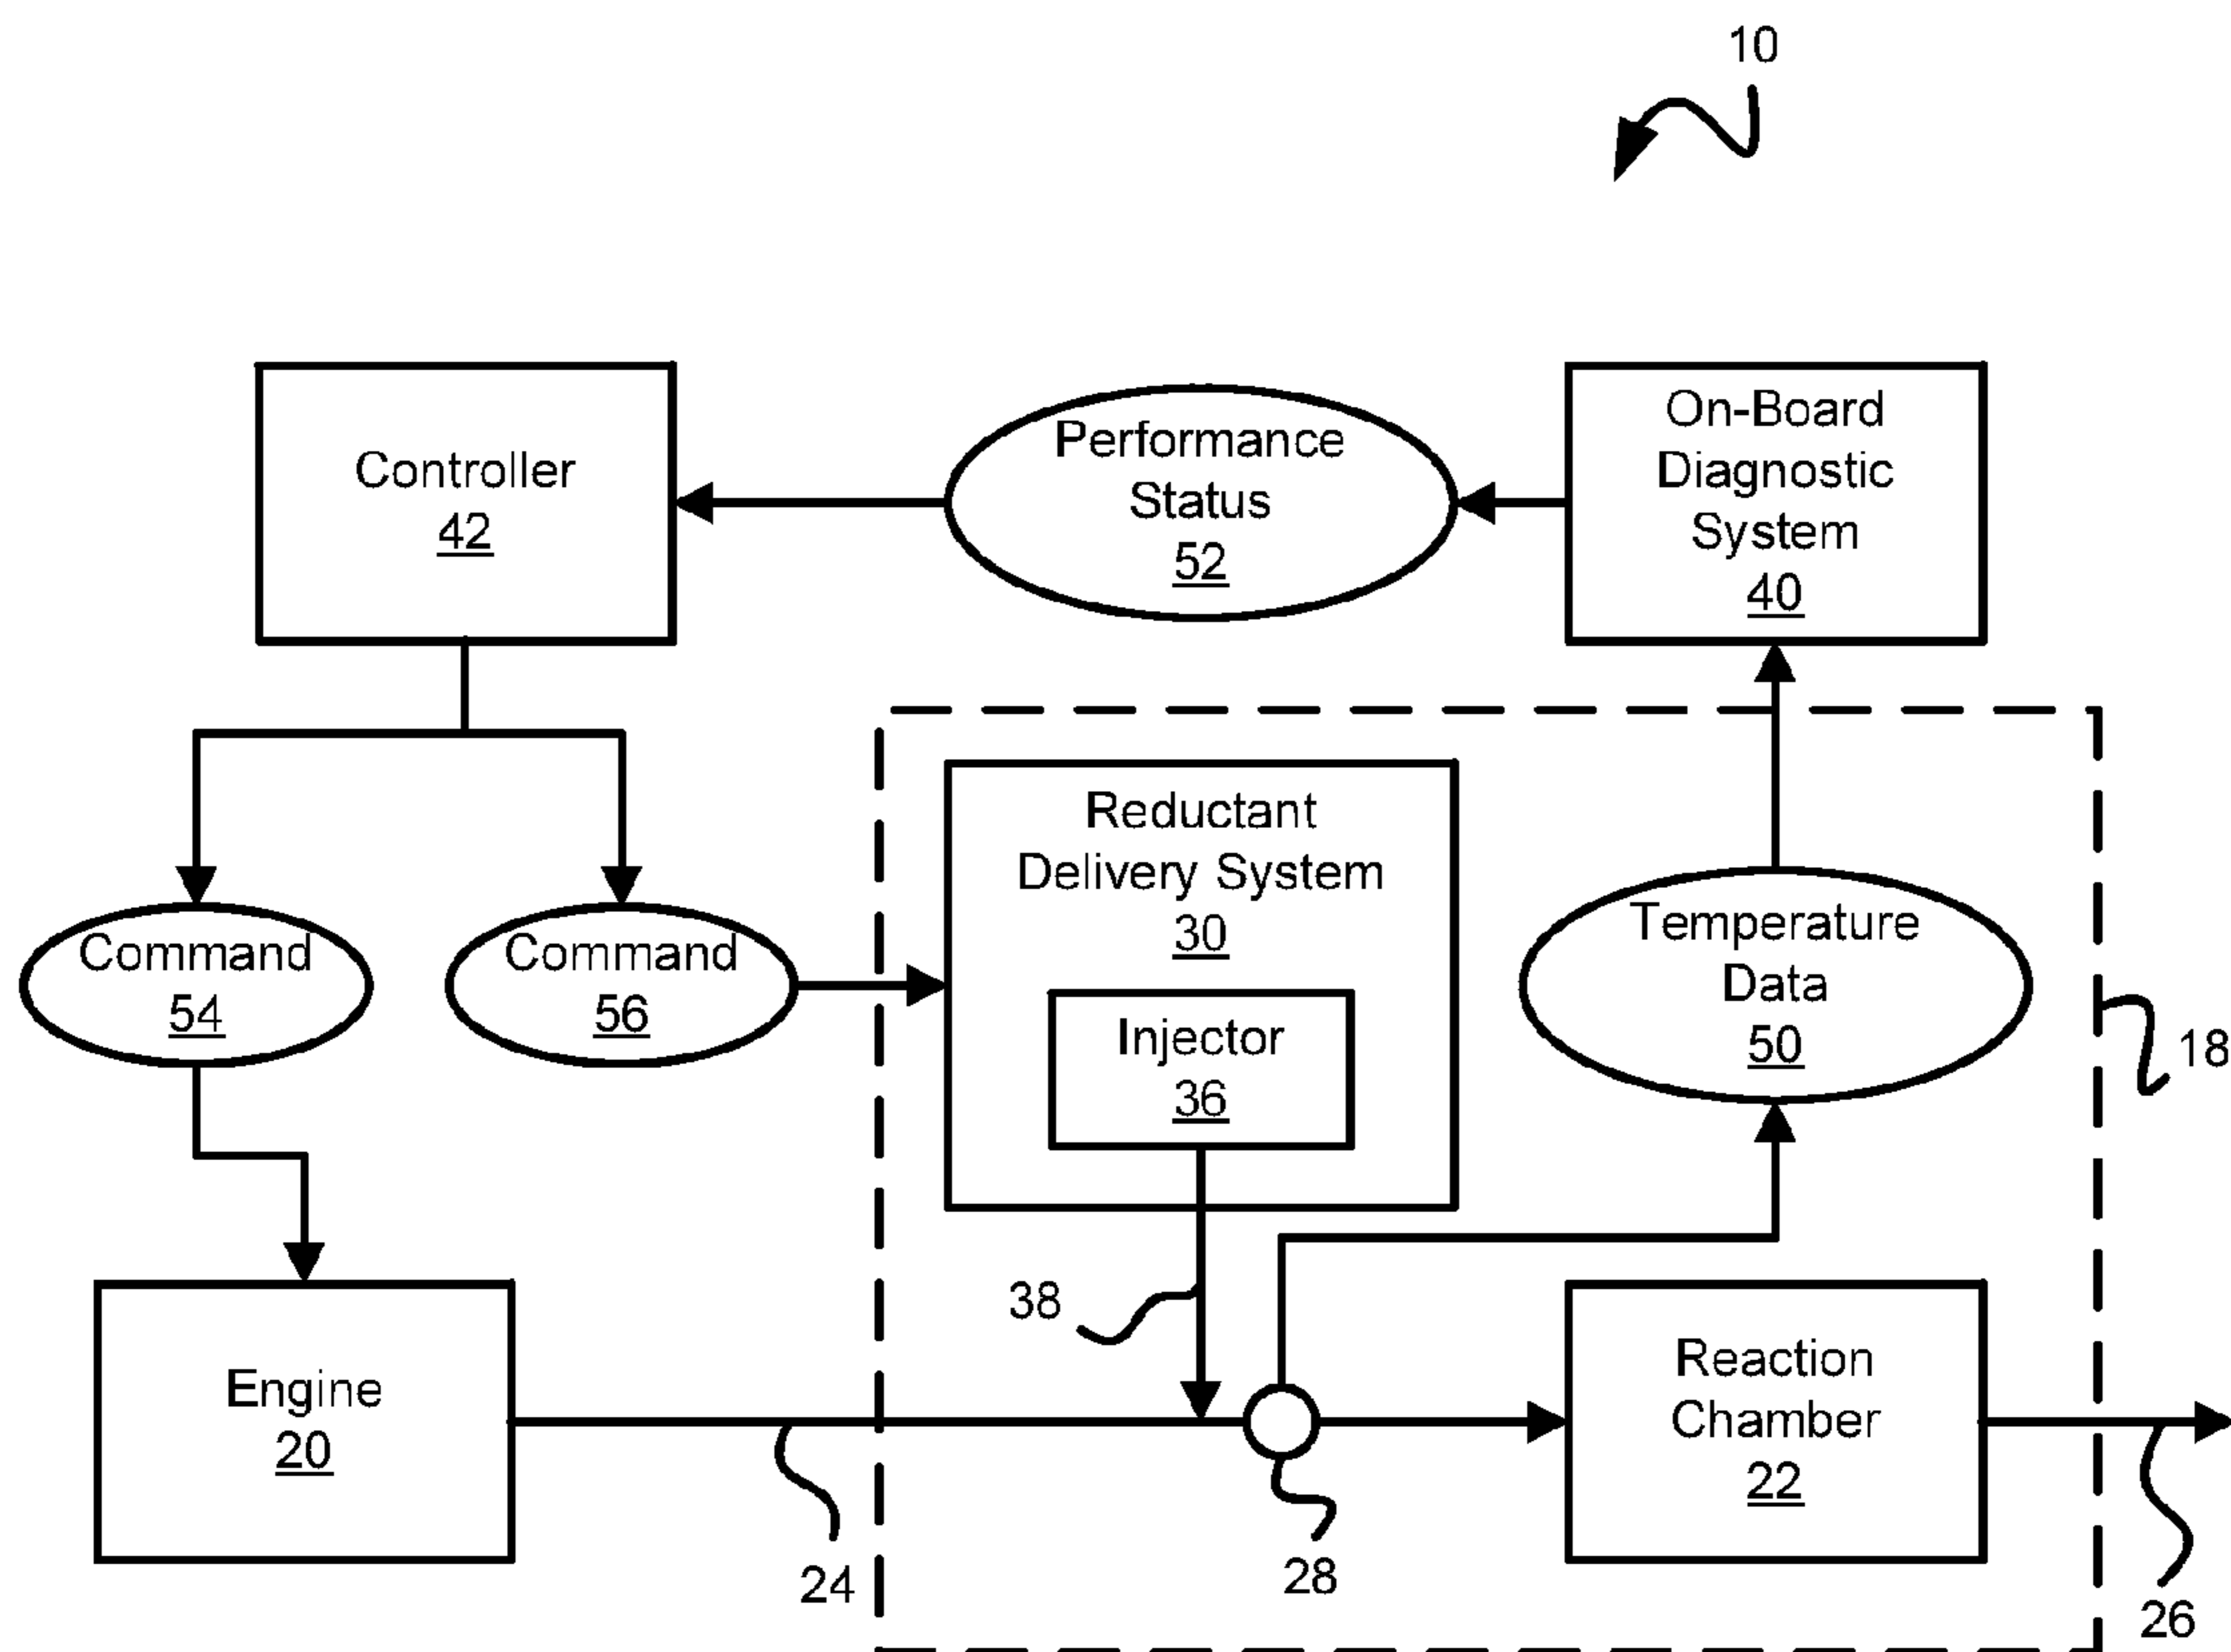 10
Controller
42
Performance
Status
52
On-Board
Diagnostic
System
40
Command
54
Command
56
Reductant
Delivery System
30
Injector
36
Temperature
Data
50
18
38
Engine
20
Reaction
Chamber
22
24
28
26